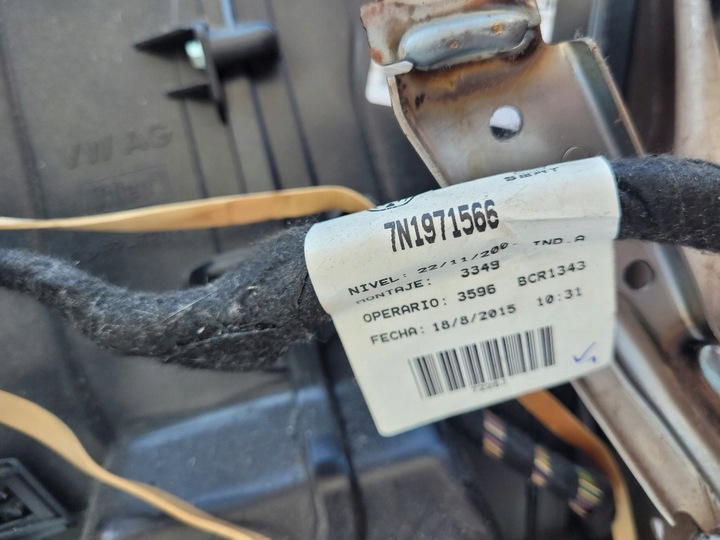 VW AG
SEAT
7N1971566
NIVEL: 22/11/200 IND.A
MONTAJE: 3349
OPERARIO: 3596 BCR1343
FECHA: 18/8/2015 10:31